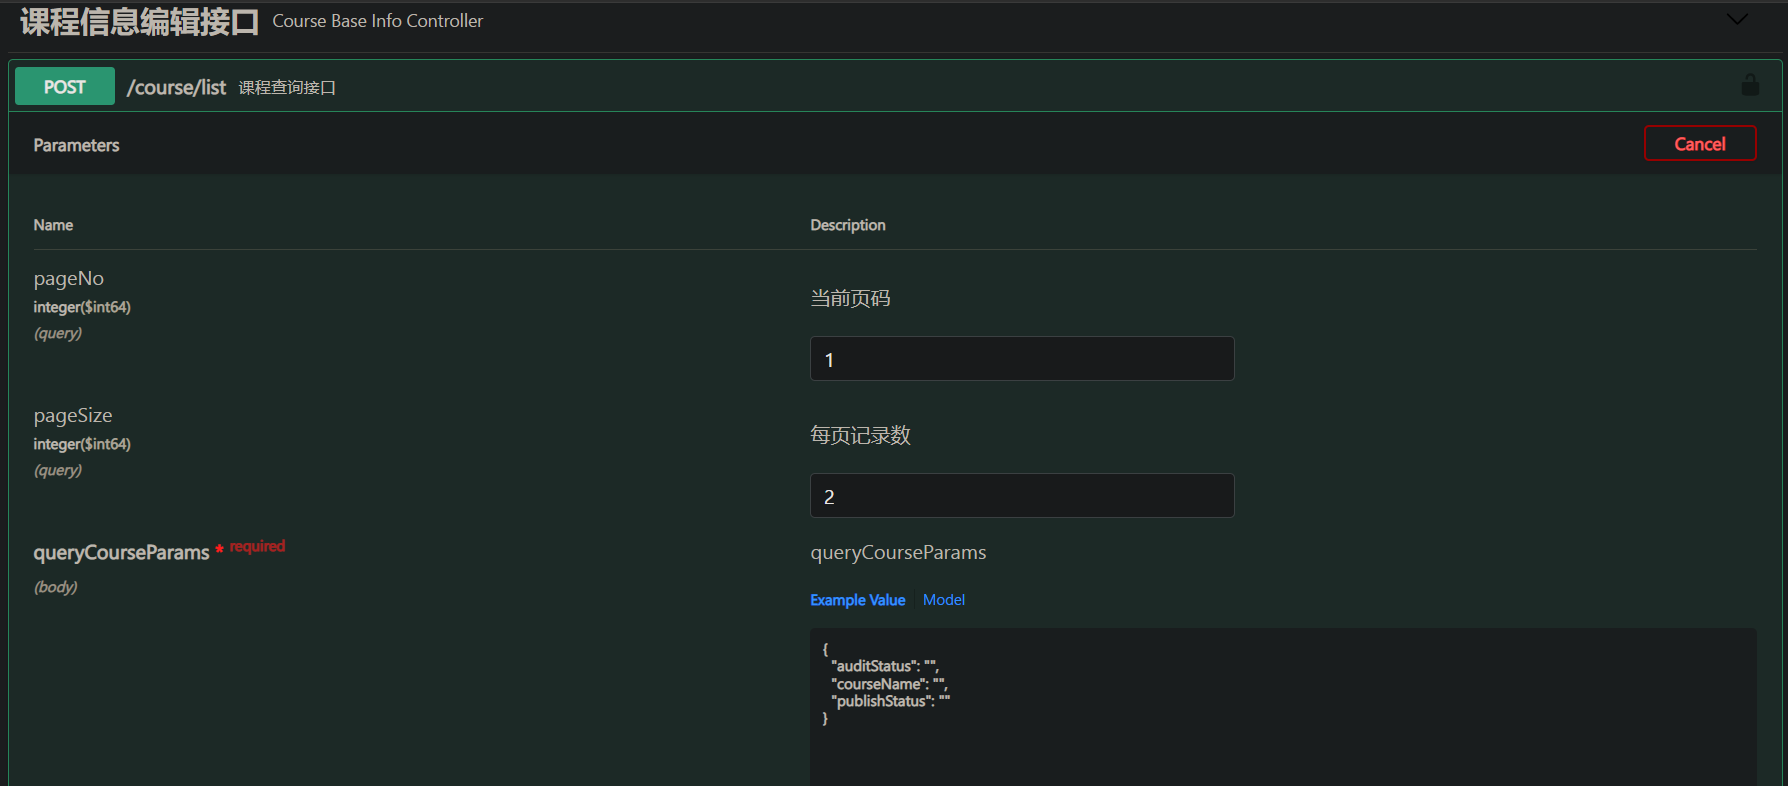 课程信息编辑接口 Course Base Info Controller
POST /course/list 课程查询接口
Parameters
Cancel
Name
Description
pageNo
integer($int64)
(query)
当前页码
1
pageSize
integer($int64)
(query)
每页记录数
2
queryCourseParams * required
(body)
queryCourseParams
Example Value Model
{
"auditStatus": "",
"courseName": "",
"publishStatus": ""
}